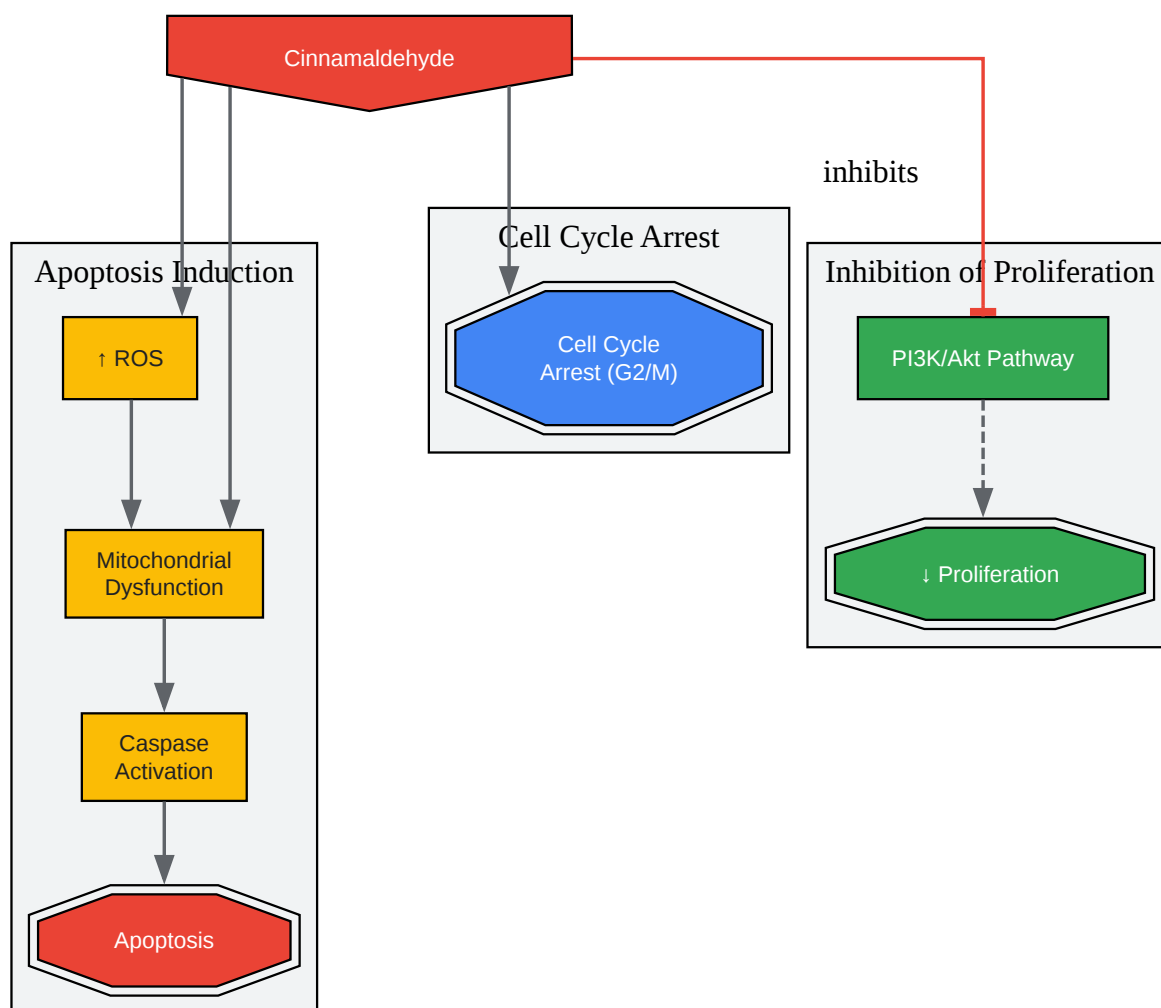 Cinnamaldehyde
inhibits
Cell Cycle Arrest
Cell Cycle
Arrest (G2/M)
Apoptosis Induction
↑ ROS
Mitochondrial
Dysfunction
Caspase
Activation
Apoptosis
Inhibition of Proliferation
PI3K/Akt Pathway
↓ Proliferation